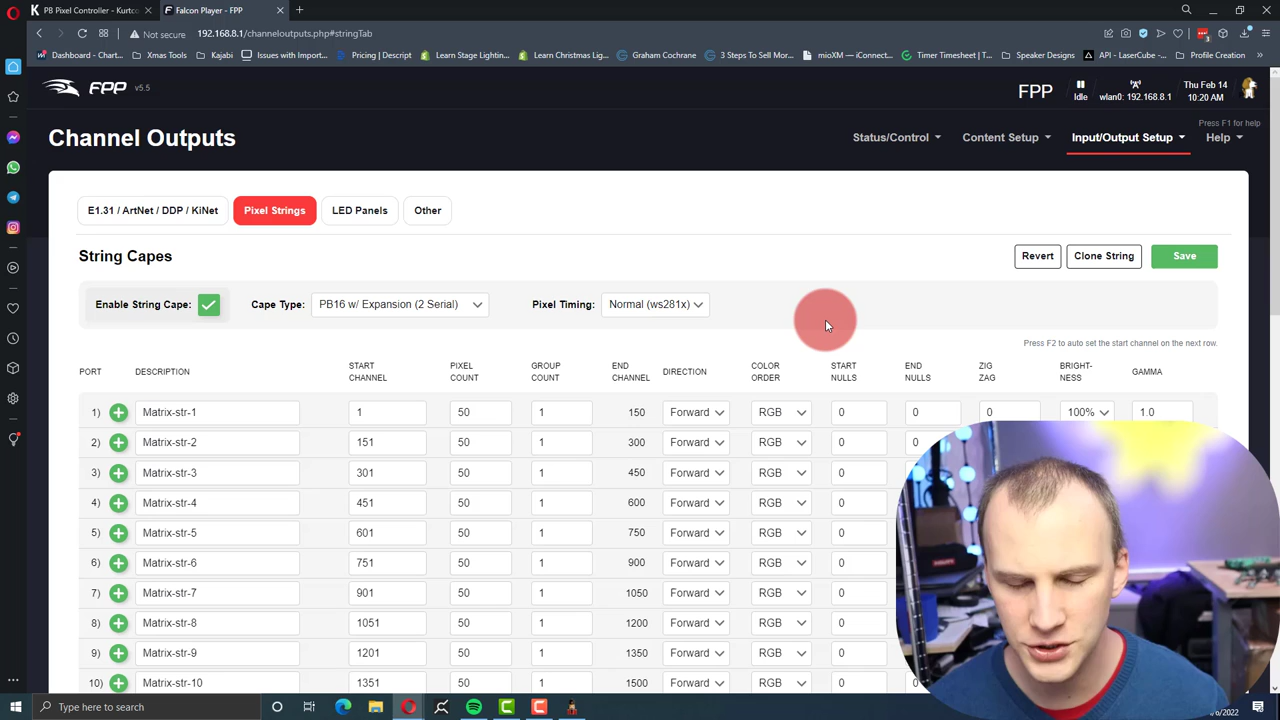 PB Pixel Controller - Kurtco
Falcon Player - FPP
Not secure
192.168.8.1/channeloutputs.php#stringTab
Dashboard - Chart...
Xmas Tools
Kajabi
Issues with Import...
Pricing | Descript
Stage Lighting
Learn Christmas Lig...
Graham Cochrane
3 Steps To Sell Mor...
mioXM — iConnect...
Timer Timesheet | T...
Speaker Designs
API - LaserCube...
Profile Creation
FPP v5.5
FPP
Idle
wlan0: 192.168.8.1
Thu Feb 14
10:20 AM
Press F1 for help
Channel Outputs
Status/Control
Content Setup
Input/Output Setup
Help
E1.31 / ArtNet / DDP / KiNet
Pixel Strings
LED Panels
Other
String Capes
Revert
Clone String
Save
Enable String Cape:
Cape Type:
PB16 w/ Expansion (2 Serial)
Pixel Timing:
Normal (ws281x)
Press F2 to auto set the start channel on the next row.
PORT DESCRIPTION START CHANNEL PIXEL COUNT GROUP COUNT END CHANNEL DIRECTION COLOR ORDER START NULLS END NULLS ZIG ZAG BRIGHT-NESS GAMMA
1) Matrix-str-1 1 50 1 150 Forward RGB 0 0 0 100% 1.0
2) Matrix-str-2 151 50 1 300 Forward RGB 0 0
3) Matrix-str-3 301 50 1 450 Forward RGB 0
4) Matrix-str-4 451 50 1 600 Forward RGB 0
5) Matrix-str-5 601 50 1 750 Forward RGB 0
6) Matrix-str-6 751 50 1 900 Forward RGB 0
7) Matrix-str-7 901 50 1 1050 Forward RGB 0
8) Matrix-str-8 1051 50 1 1200 Forward RGB 0
9) Matrix-str-9 1201 50 1 1350 Forward RGB 0
10) Matrix-str-10 1351 50 1 1500 Forward RGB 0 0
Type here to search
/6/2022